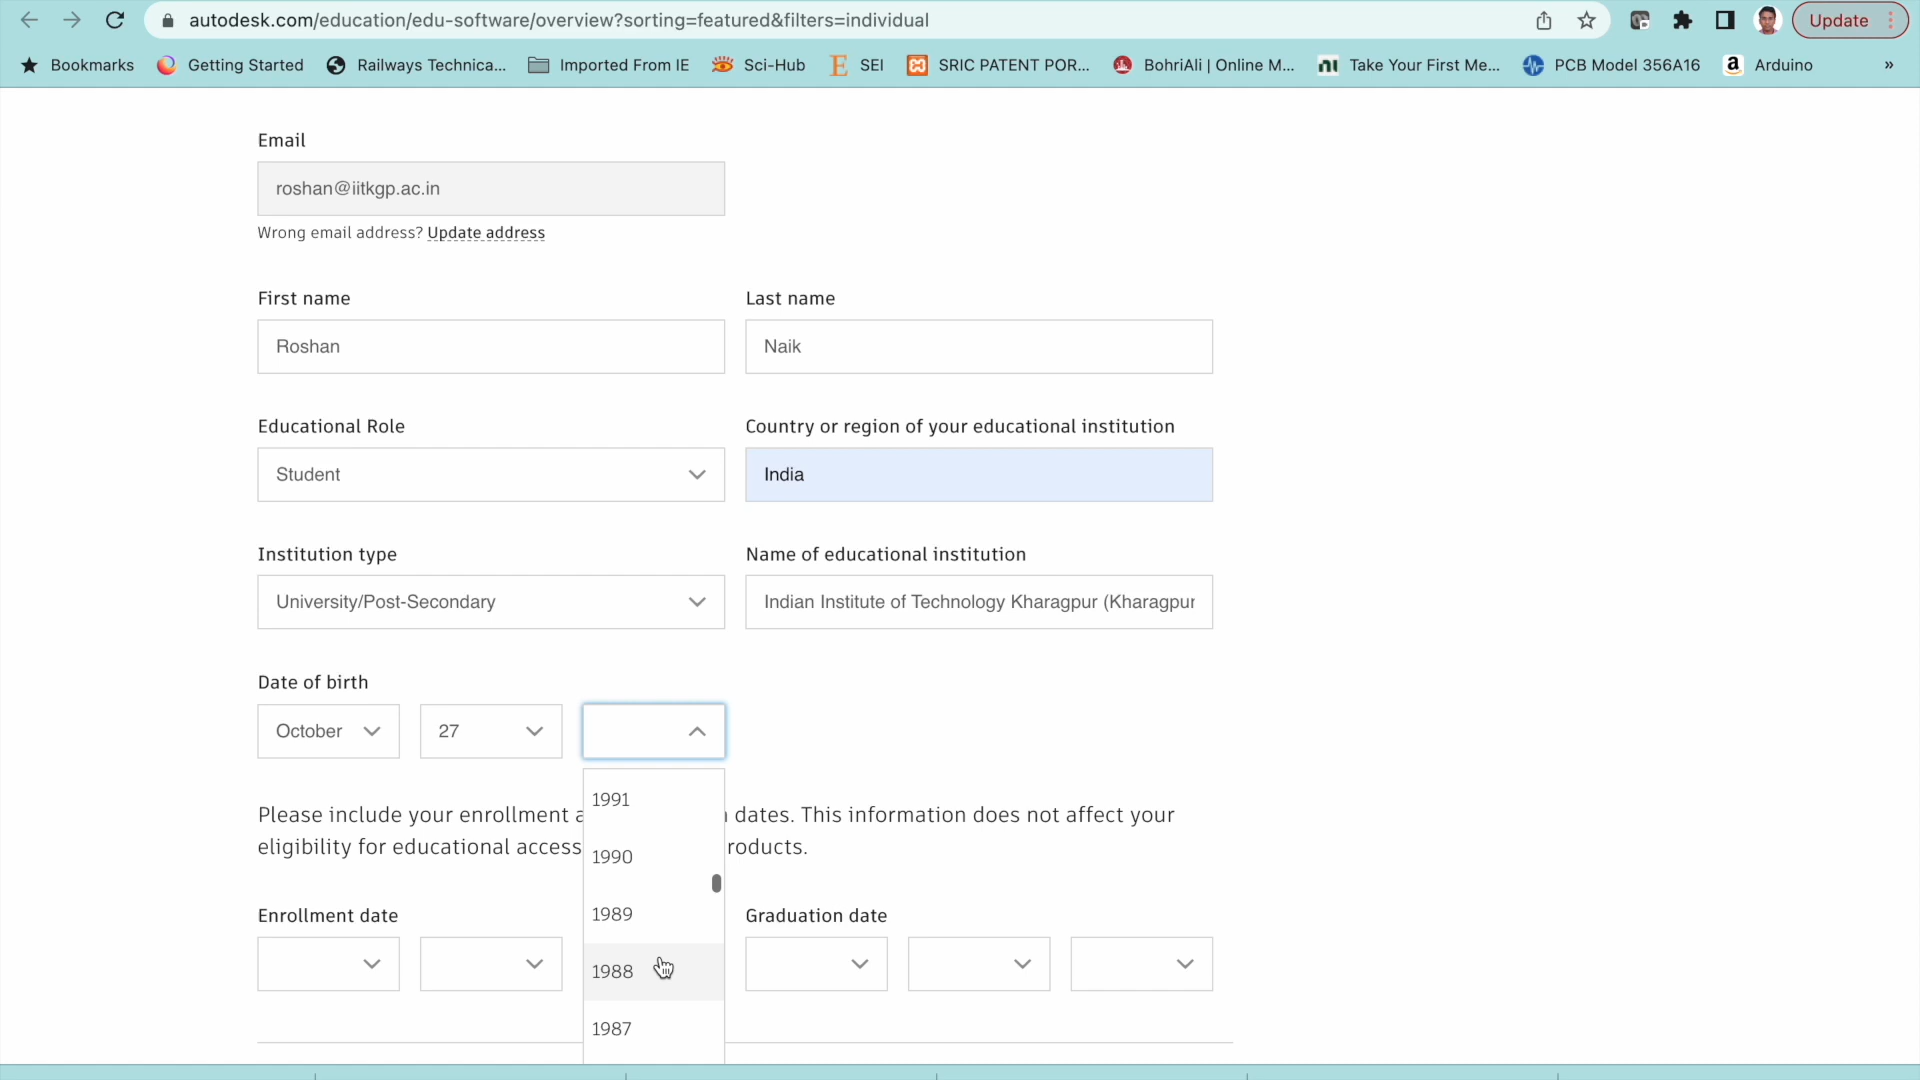 autodesk.com/education/edu-software/overview?sorting=featured&filters=individual
Update
Bookmarks
Getting Started
Railways Technica...
Imported From IE
Sci-Hub
SEI
SRIC PATENT POR...
BohriAli | Online M...
Take Your First Me...
PCB Model 356A16
Arduino
»
Email
roshan@iitkgp.ac.in
Wrong email address? Update address
First name
Last name
Roshan
Naik
Educational Role
Country or region of your educational institution
Student
India
Institution type
Name of educational institution
University/Post-Secondary
Indian Institute of Technology Kharagpur (Kharagpur
Date of birth
October
27
1991
1990
1989
1988
1987
Please include your enrollment a dates. This information does not affect your
eligibility for educational access roducts.
Enrollment date
Graduation date